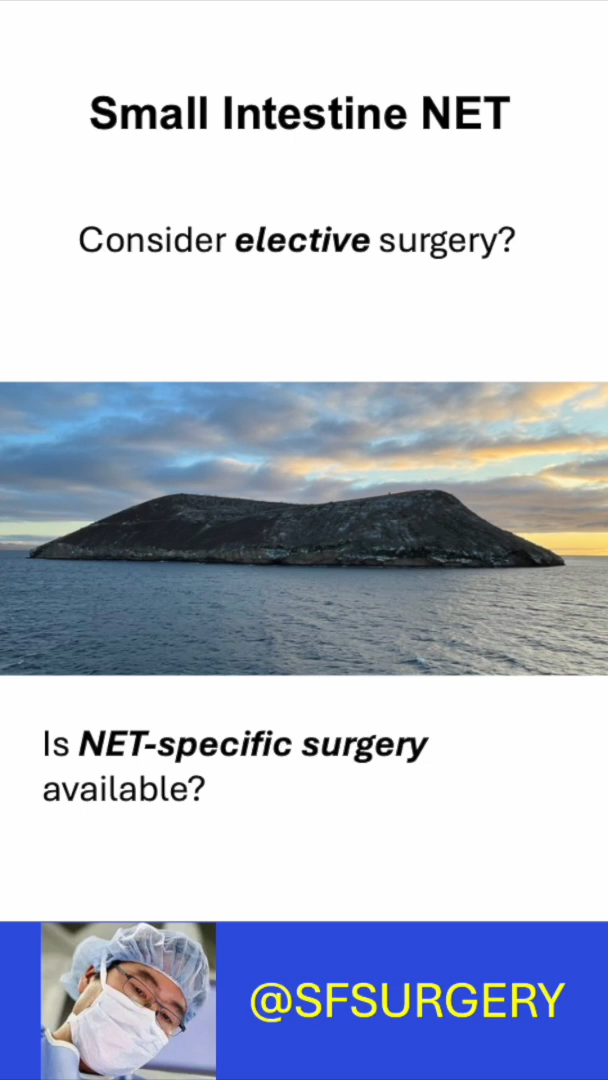 Small Intestine NET
Consider elective surgery?
Is NET-specific surgery
available?
@SFSURGERY